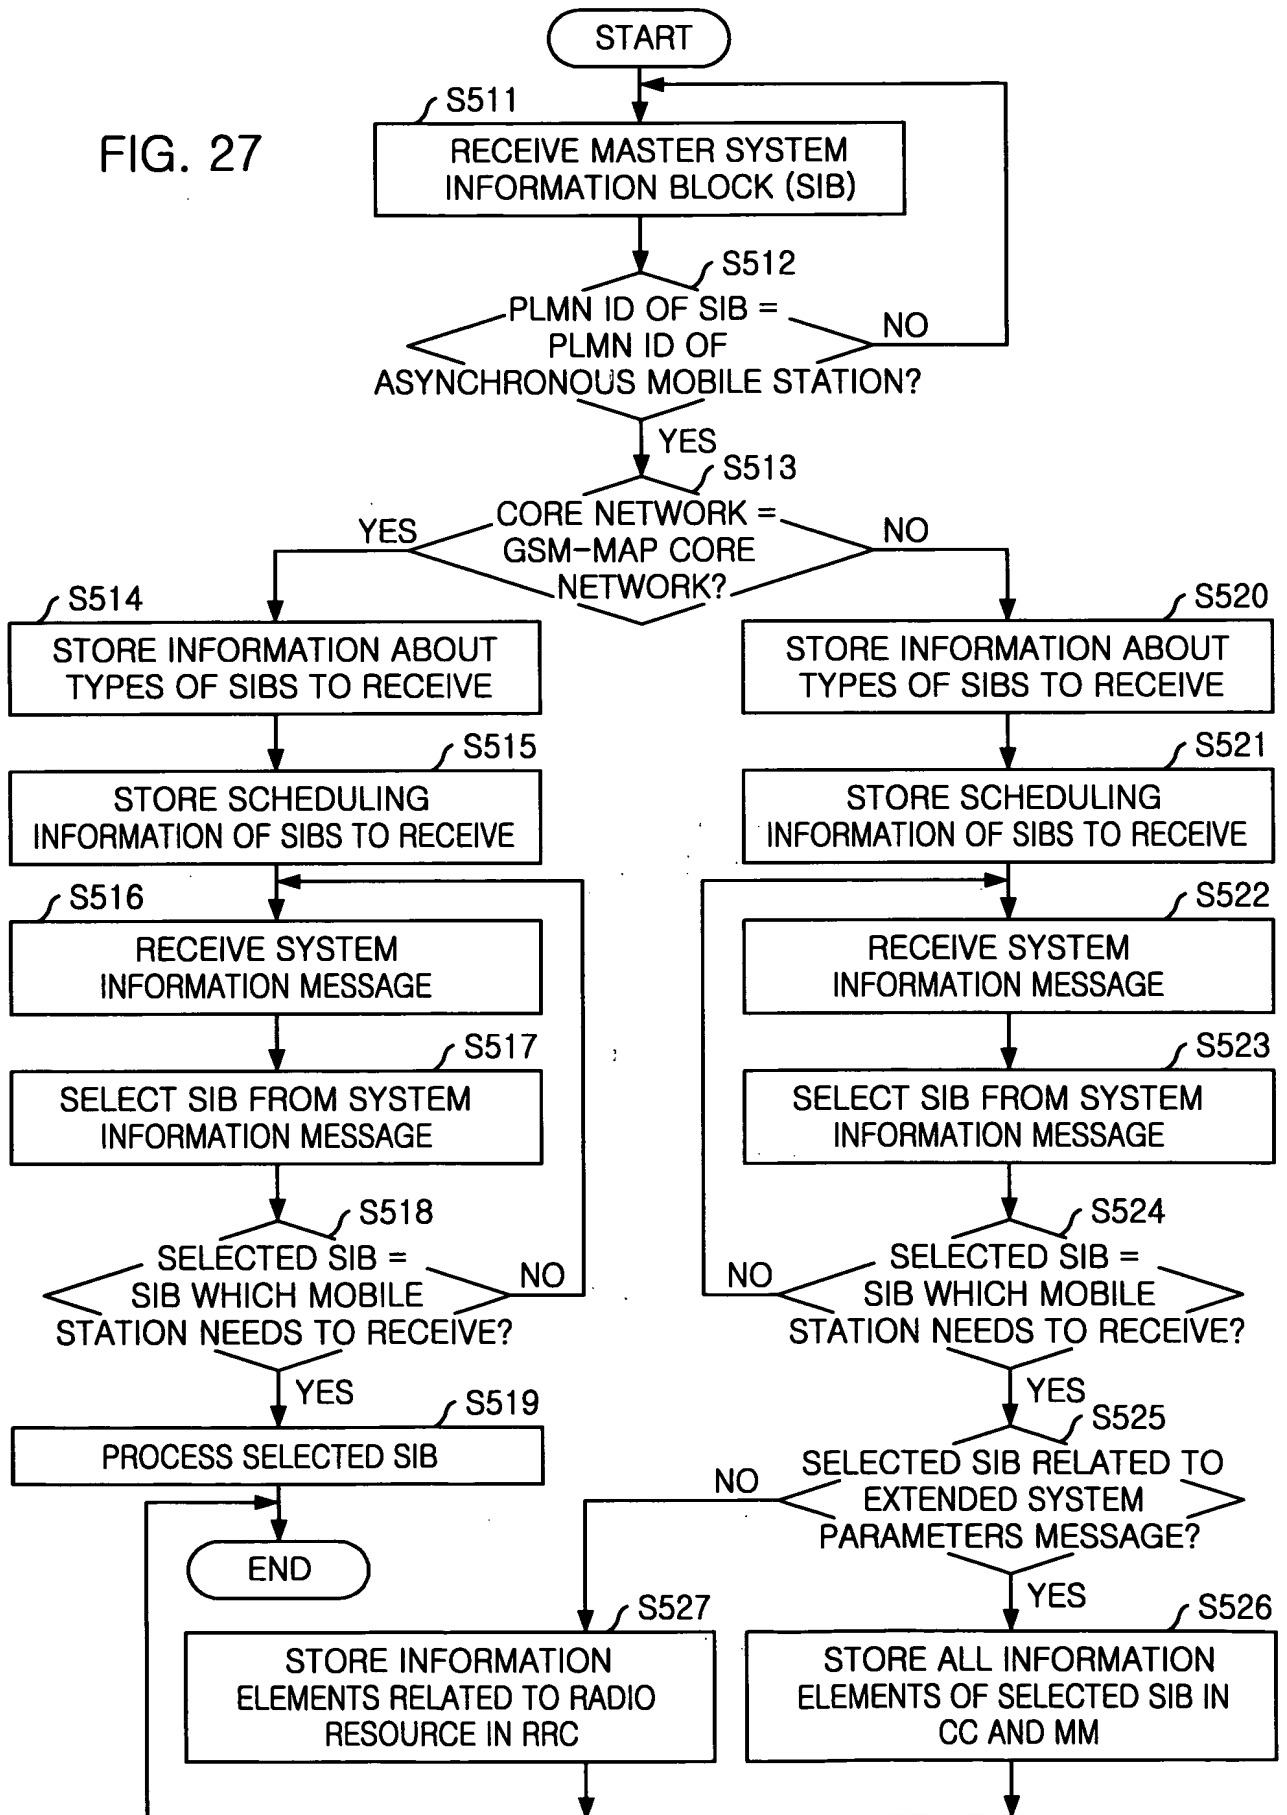 START
FIG. 27
S511
RECEIVE MASTER SYSTEM
INFORMATION BLOCK (SIB)
S512
PLMN ID OF SIB =
PLMN ID OF
ASYNCHRONOUS MOBILE STATION?
NO
YES
S513
CORE NETWORK =
GSM-MAP CORE
NETWORK?
YES
NO
S514
STORE INFORMATION ABOUT
TYPES OF SIBS TO RECEIVE
S515
STORE SCHEDULING
INFORMATION OF SIBS TO RECEIVE
S516
RECEIVE SYSTEM
INFORMATION MESSAGE
S517
SELECT SIB FROM SYSTEM
INFORMATION MESSAGE
S518
SELECTED SIB =
SIB WHICH MOBILE
STATION NEEDS TO RECEIVE?
NO
YES
S519
PROCESS SELECTED SIB
END
S520
STORE INFORMATION ABOUT
TYPES OF SIBS TO RECEIVE
S521
STORE SCHEDULING
INFORMATION OF SIBS TO RECEIVE
S522
RECEIVE SYSTEM
INFORMATION MESSAGE
S523
SELECT SIB FROM SYSTEM
INFORMATION MESSAGE
S524
SELECTED SIB =
SIB WHICH MOBILE
STATION NEEDS TO RECEIVE?
NO
YES
S525
SELECTED SIB RELATED TO
EXTENDED SYSTEM
PARAMETERS MESSAGE?
NO
YES
S527
STORE INFORMATION
ELEMENTS RELATED TO RADIO
RESOURCE IN RRC
S526
STORE ALL INFORMATION
ELEMENTS OF SELECTED SIB IN
CC AND MM